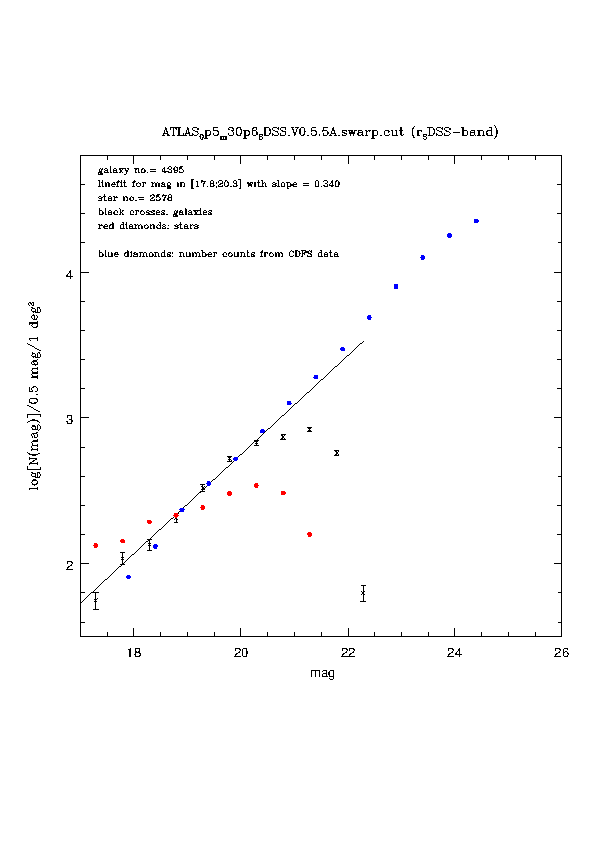 ATLAS_0p5_m30p6_SDSS.V0.5.5A.swarp.cut (r_SDSS-band)
galaxy no.= 4395
linefit for mag in [17.8;20.3] with slope = 0.340
star no.= 2578
black crosses: galaxies
red diamonds: stars
blue diamonds: number counts from CDFS data
log[N(mag)]/0.5 mag/1 deg²
4
3
2
18 20 22 24 26
mag